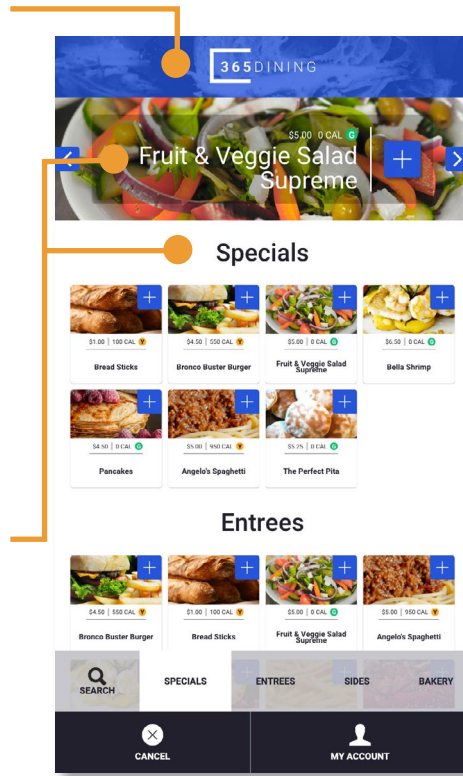 365DINING
$5.00 0 CAL G
Fruit & Veggie Salad
Supreme
Specials
$1.00 | 100 CAL Y
Bread Sticks
$4.50 | 550 CAL Y
Bronco Buster Burger
$5.00 | 0 CAL G
Fruit & Veggie Salad
Supreme
$6.50 | 0 CAL G
Bella Shrimp
$4.50 | 0 CAL G
Pancakes
$5.00 | 950 CAL Y
Angelo's Spaghetti
$5.25 | 0 CAL G
The Perfect Pita
Entrees
$4.50 | 550 CAL Y
Bronco Buster Burger
$1.00 | 100 CAL Y
Bread Sticks
$5.00 | 0 CAL G
Fruit & Veggie Salad
Supreme
$5.00 | 950 CAL Y
Angelo's Spaghetti
SEARCH
SPECIALS
ENTREES
SIDES
BAKERY
CANCEL
MY ACCOUNT